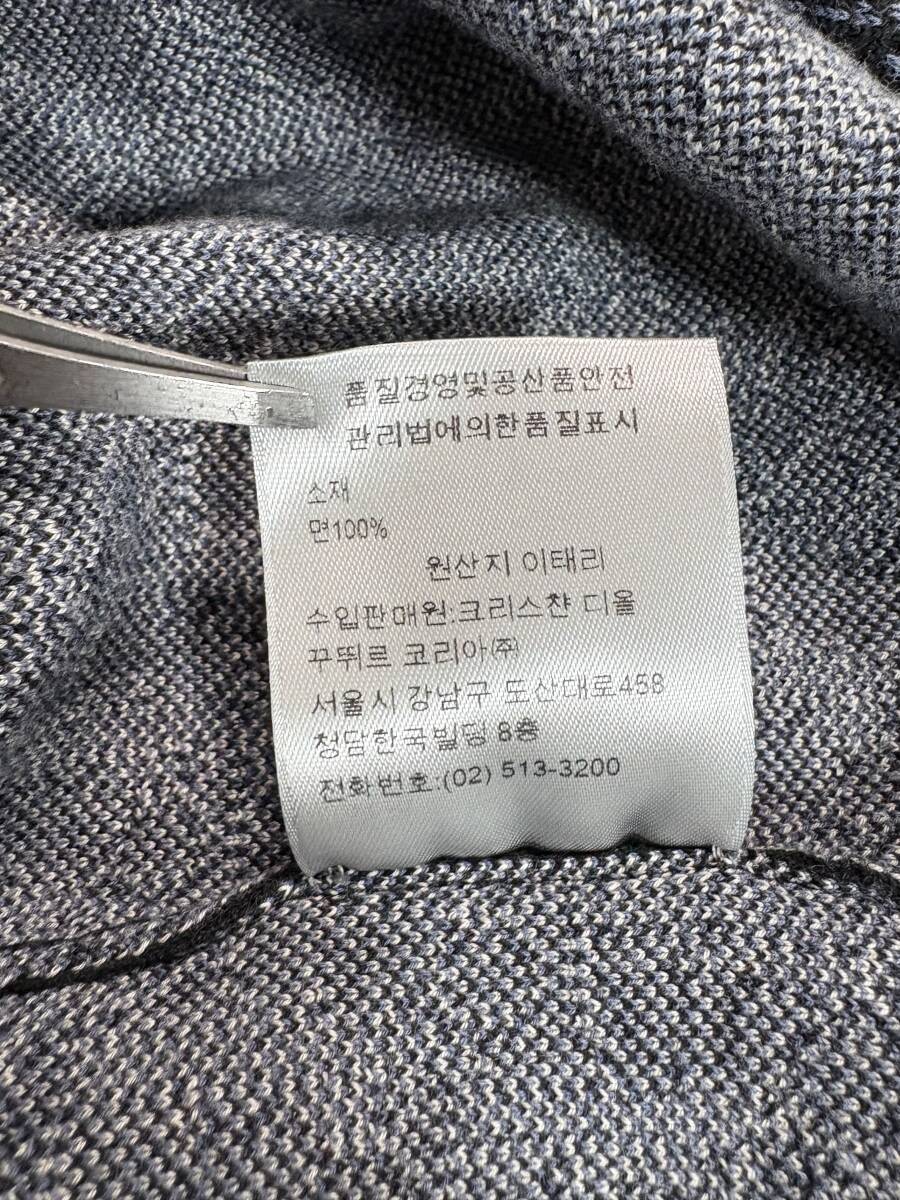 품질경영및공산품안전
관리법에의한품질표시
소재
면100%
원산지 이태리
수입판매원:크리스챤 디올
꾸뛰르 코리아㈜
서울시 강남구 도산대로458
청담한국빌딩 8층
전화번호:(02) 513-3200